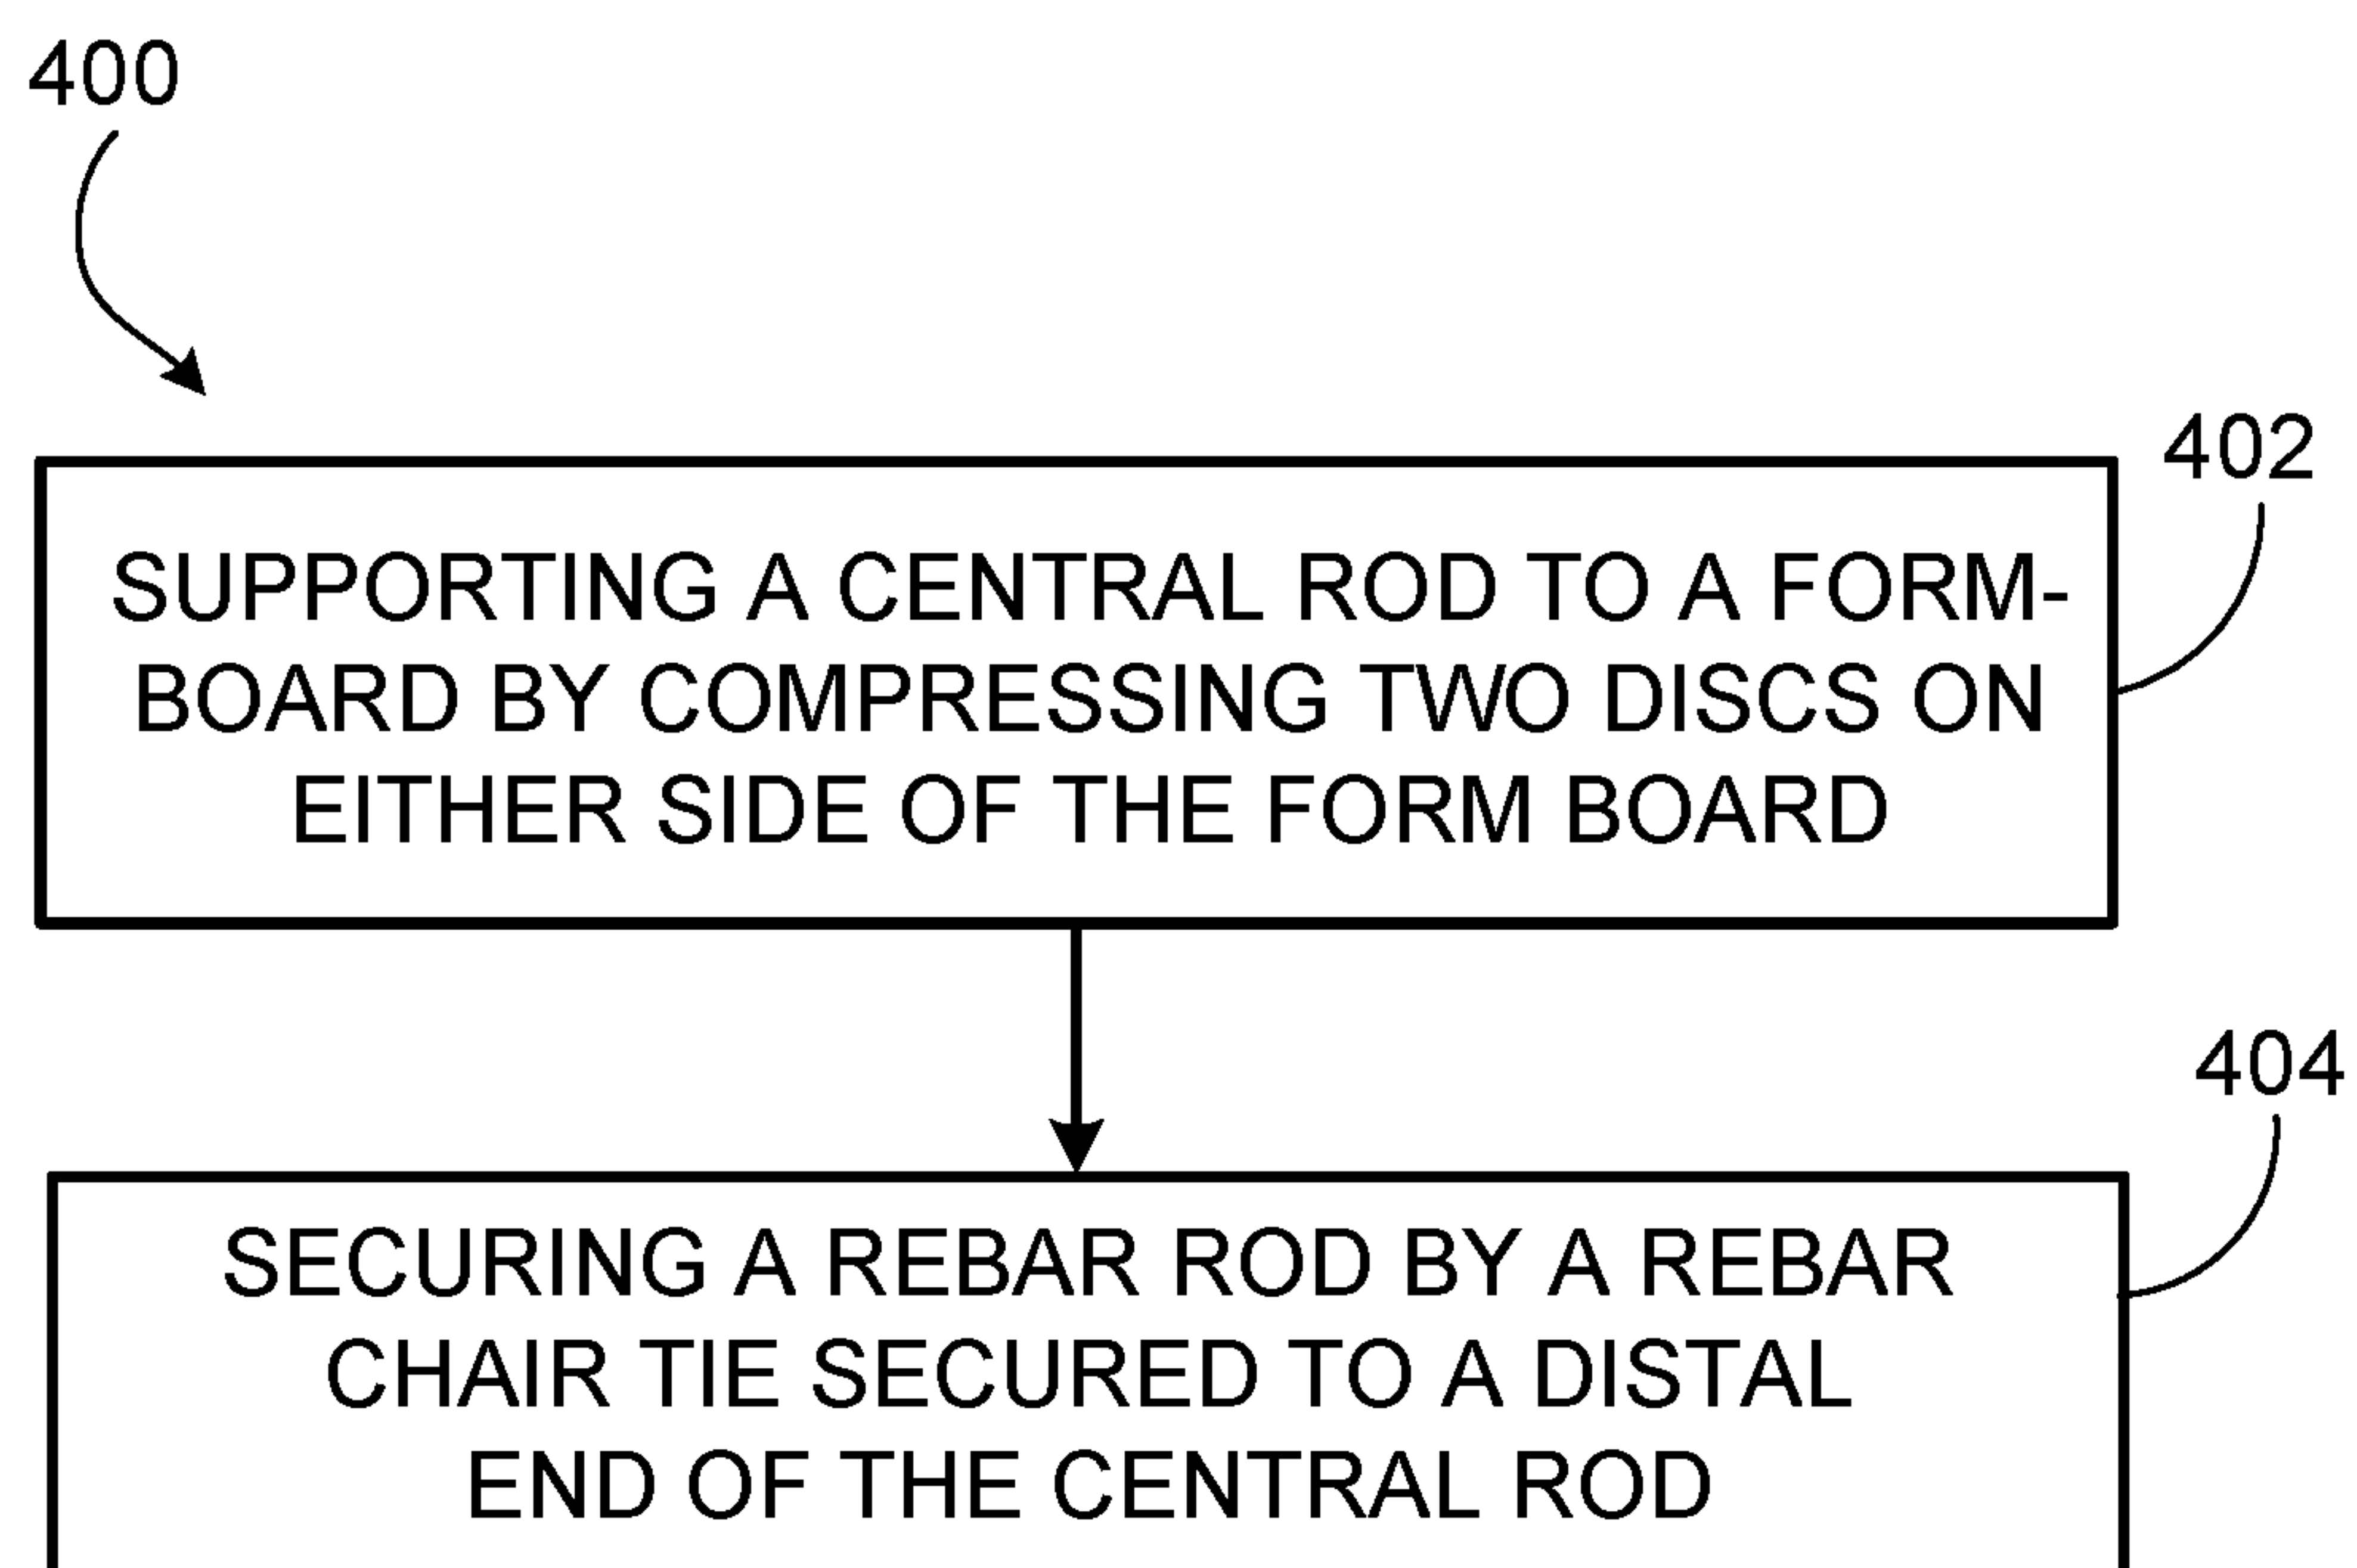 400
402
SUPPORTING A CENTRAL ROD TO A FORM-
BOARD BY COMPRESSING TWO DISCS ON
EITHER SIDE OF THE FORM BOARD
404
SECURING A REBAR ROD BY A REBAR
CHAIR TIE SECURED TO A DISTAL
END OF THE CENTRAL ROD